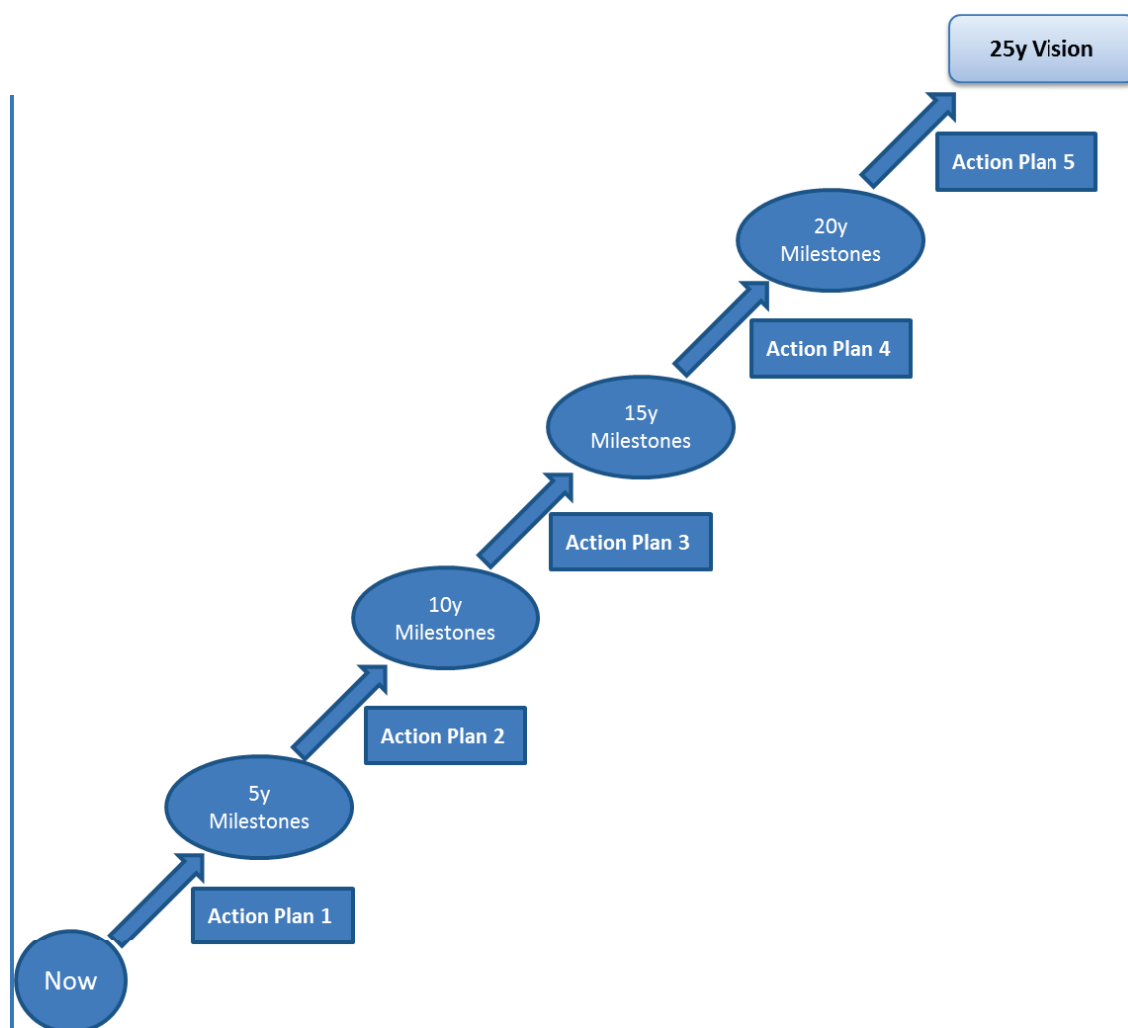 25y Vision
Action Plan 5
20y
Milestones
Action Plan 4
15y
Milestones
Action Plan 3
10y
Milestones
Action Plan 2
5y
Milestones
Action Plan 1
Now